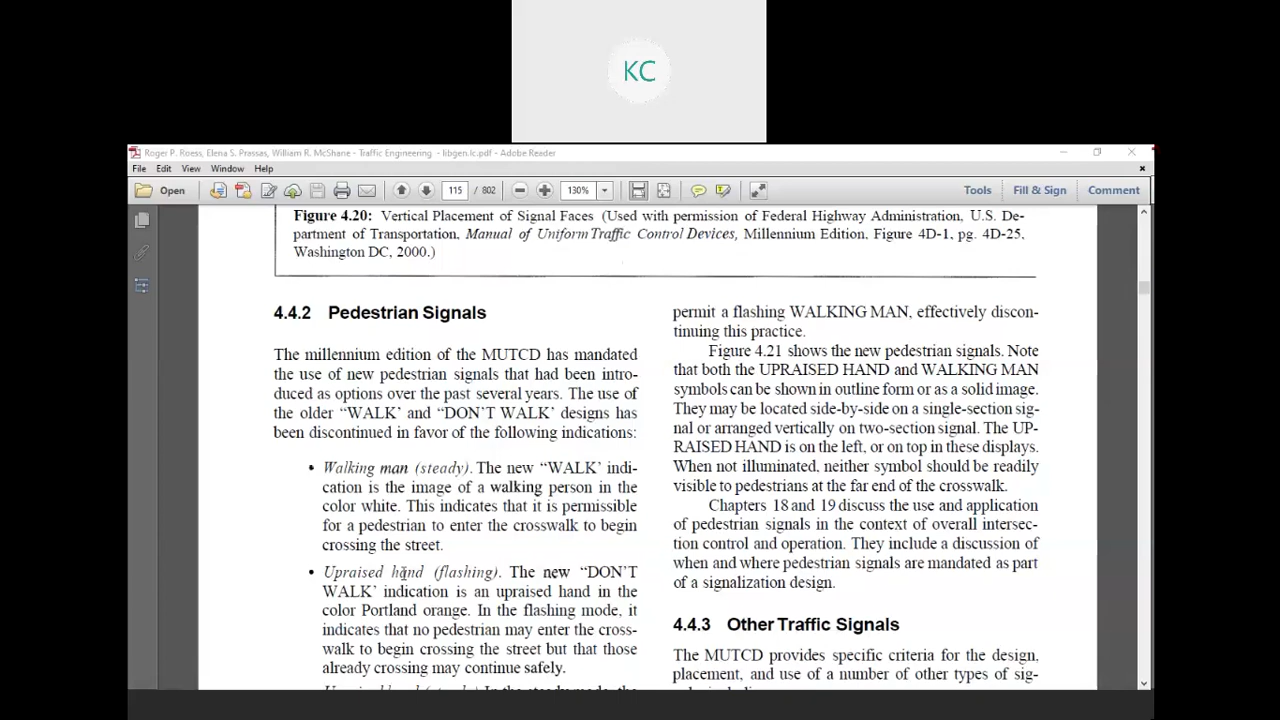 KC
Roger P. Roess, Elena S. Prassas, William R. McShane - Traffic Engineering - libgen.lc.pdf - Adobe Reader
File Edit View Window Help
Open 115 / 802 130% Tools Fill & Sign Comment
Figure 4.20: Vertical Placement of Signal Faces (Used with permission of Federal Highway Administration, U.S. De-
partment of Transportation, Manual of Uniform Traffic Control Devices, Millennium Edition, Figure 4D-1, pg. 4D-25,
Washington DC, 2000.)
4.4.2 Pedestrian Signals
The millennium edition of the MUTCD has mandated
the use of new pedestrian signals that had been intro-
duced as options over the past several years. The use of
the older “WALK’ and “DON’T WALK’ designs has
been discontinued in favor of the following indications:
• Walking man (steady). The new “WALK’ indi-
cation is the image of a walking person in the
color white. This indicates that it is permissible
for a pedestrian to enter the crosswalk to begin
crossing the street.
• Upraised hand (flashing). The new “DON’T
WALK’ indication is an upraised hand in the
color Portland orange. In the flashing mode, it
indicates that no pedestrian may enter the cross-
walk to begin crossing the street but that those
already crossing may continue safely.
permit a flashing WALKING MAN, effectively discon-
tinuing this practice.
Figure 4.21 shows the new pedestrian signals. Note
that both the UPRAISED HAND and WALKING MAN
symbols can be shown in outline form or as a solid image.
They may be located side-by-side on a single-section sig-
nal or arranged vertically on two-section signal. The UP-
RAISED HAND is on the left, or on top in these displays.
When not illuminated, neither symbol should be readily
visible to pedestrians at the far end of the crosswalk.
Chapters 18 and 19 discuss the use and application
of pedestrian signals in the context of overall intersec-
tion control and operation. They include a discussion of
when and where pedestrian signals are mandated as part
of a signalization design.
4.4.3 Other Traffic Signals
The MUTCD provides specific criteria for the design,
placement, and use of a number of other types of sig-